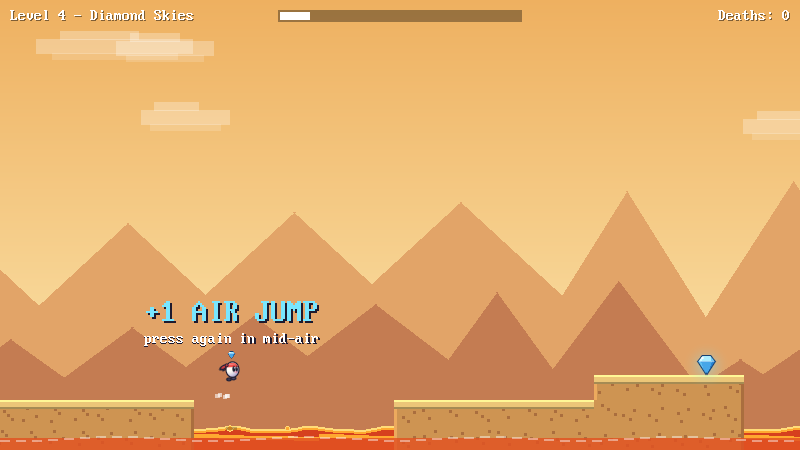 Level 4 - Diamond Skies
Deaths: 0
+1 AIR JUMP
press again in mid-air